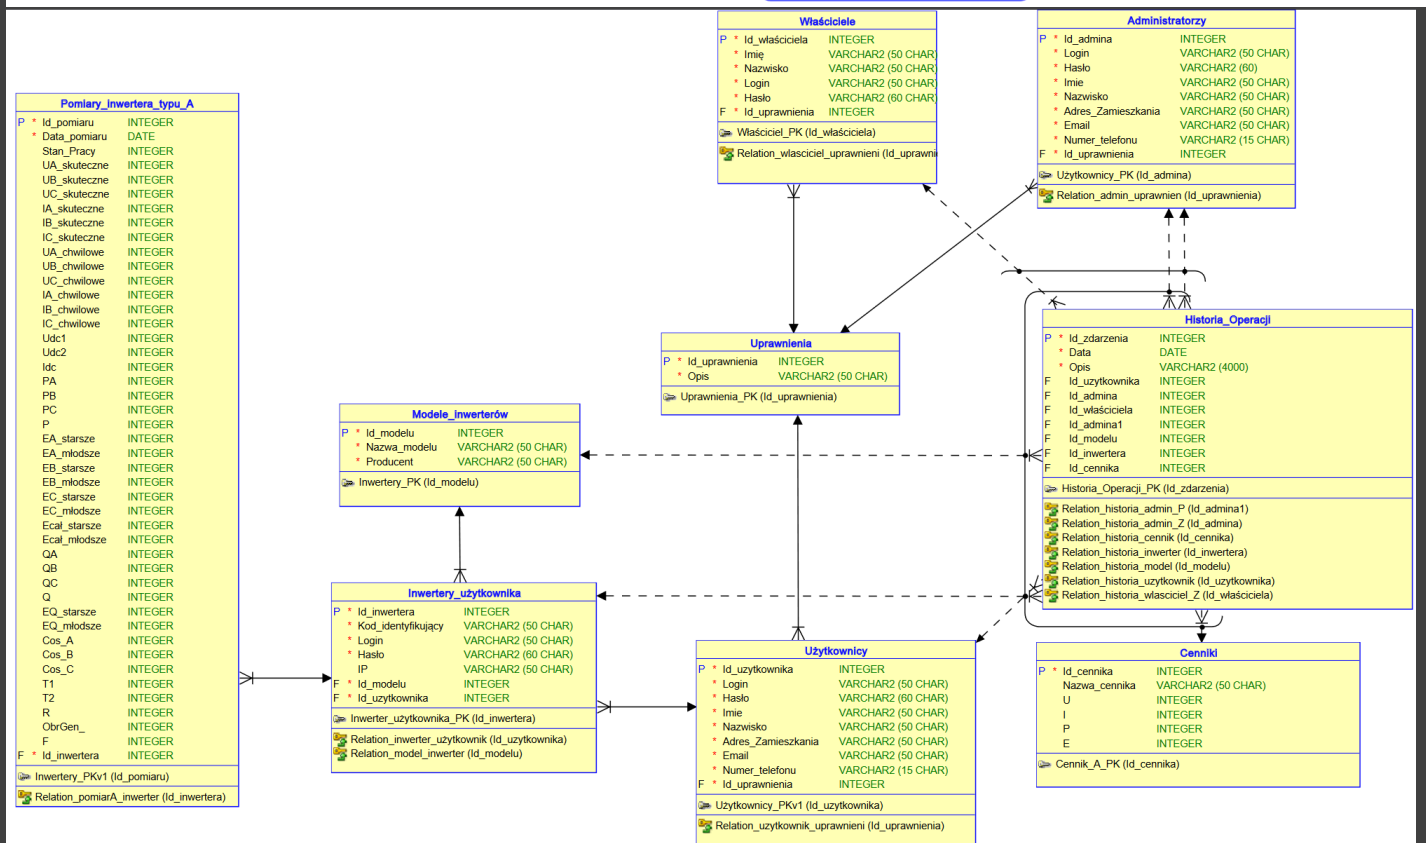 Właściciele
P * Id_właściciela INTEGER
* Imię VARCHAR2 (50 CHAR)
* Nazwisko VARCHAR2 (50 CHAR)
* Login VARCHAR2 (50 CHAR)
* Hasło VARCHAR2 (60 CHAR)
F * Id_uprawnienia INTEGER
Właściciel_PK (Id_właściciela)
Relation_wlasciciel_uprawnieni (Id_uprawni
Administratorzy
P * Id_admina INTEGER
* Login VARCHAR2 (50 CHAR)
* Hasło VARCHAR2 (60)
* Imie VARCHAR2 (50 CHAR)
* Nazwisko VARCHAR2 (50 CHAR)
* Adres_Zamieszkania VARCHAR2 (50 CHAR)
* Email VARCHAR2 (50 CHAR)
* Numer_telefonu VARCHAR2 (15 CHAR)
F * Id_uprawnienia INTEGER
Użytkownicy_PK (Id_admina)
Relation_admin_uprawnien (Id_uprawnienia)
Pomiary_inwertera_typu_A
P * Id_pomiaru INTEGER
* Data_pomiaru DATE
Stan_Pracy INTEGER
UA_skuteczne INTEGER
UB_skuteczne INTEGER
UC_skuteczne INTEGER
IA_skuteczne INTEGER
IB_skuteczne INTEGER
IC_skuteczne INTEGER
UA_chwilowe INTEGER
UB_chwilowe INTEGER
UC_chwilowe INTEGER
IA_chwilowe INTEGER
IB_chwilowe INTEGER
IC_chwilowe INTEGER
Udc1 INTEGER
Udc2 INTEGER
Idc INTEGER
PA INTEGER
PB INTEGER
PC INTEGER
P INTEGER
EA_starsze INTEGER
EA_młodsze INTEGER
EB_starsze INTEGER
EB_młodsze INTEGER
EC_starsze INTEGER
EC_młodsze INTEGER
Ecał_starsze INTEGER
Ecał_młodsze INTEGER
QA INTEGER
QB INTEGER
QC INTEGER
Q INTEGER
EQ_starsze INTEGER
EQ_młodsze INTEGER
Cos_A INTEGER
Cos_B INTEGER
Cos_C INTEGER
T1 INTEGER
T2 INTEGER
R INTEGER
ObrGen_ INTEGER
F INTEGER
F * Id_inwertera INTEGER
Inwertery_PKv1 (Id_pomiaru)
Relation_pomiarA_inwerter (Id_inwertera)
Uprawnienia
P * Id_uprawnienia INTEGER
* Opis VARCHAR2 (50 CHAR)
Uprawnienia_PK (Id_uprawnienia)
Historia_Operacji
P * Id_zdarzenia INTEGER
* Data DATE
* Opis VARCHAR2 (4000)
F Id_uzytkownika INTEGER
F Id_admina INTEGER
F Id_właściciela INTEGER
F Id_admina1 INTEGER
F Id_modelu INTEGER
F Id_inwertera INTEGER
F Id_cennika INTEGER
Historia_Operacji_PK (Id_zdarzenia)
Relation_historia_admin_P (Id_admina1)
Relation_historia_admin_Z (Id_admina)
Relation_historia_cennik (Id_cennika)
Relation_historia_inwerter (Id_inwertera)
Relation_historia_model (Id_modelu)
Relation_historia_uzytkownik (Id_uzytkownika)
Relation_historia_wlasciciel_Z (Id_właściciela)
Modele_inwerterów
P * Id_modelu INTEGER
* Nazwa_modelu VARCHAR2 (50 CHAR)
* Producent VARCHAR2 (50 CHAR)
Inwertery_PK (Id_modelu)
Inwertery_użytkownika
P * Id_inwertera INTEGER
* Kod_identyfikujący VARCHAR2 (50 CHAR)
* Login VARCHAR2 (50 CHAR)
* Hasło VARCHAR2 (60 CHAR)
IP VARCHAR2 (50 CHAR)
F * Id_modelu INTEGER
F * Id_uzytkownika INTEGER
Inwerter_użytkownika_PK (Id_inwertera)
Relation_inwerter_użytkownik (Id_uzytkownika)
Relation_model_inwerter (Id_modelu)
Użytkownicy
P * Id_uzytkownika INTEGER
* Login VARCHAR2 (50 CHAR)
* Hasło VARCHAR2 (60 CHAR)
* Imie VARCHAR2 (50 CHAR)
* Nazwisko VARCHAR2 (50 CHAR)
* Adres_Zamieszkania VARCHAR2 (50 CHAR)
* Email VARCHAR2 (50 CHAR)
* Numer_telefonu VARCHAR2 (15 CHAR)
F * Id_uprawnienia INTEGER
Użytkownicy_PKv1 (Id_uzytkownika)
Relation_uzytkownik_uprawnieni (Id_uprawnienia)
Cenniki
P * Id_cennika INTEGER
Nazwa_cennika VARCHAR2 (50 CHAR)
U INTEGER
I INTEGER
P INTEGER
E INTEGER
Cennik_A_PK (Id_cennika)